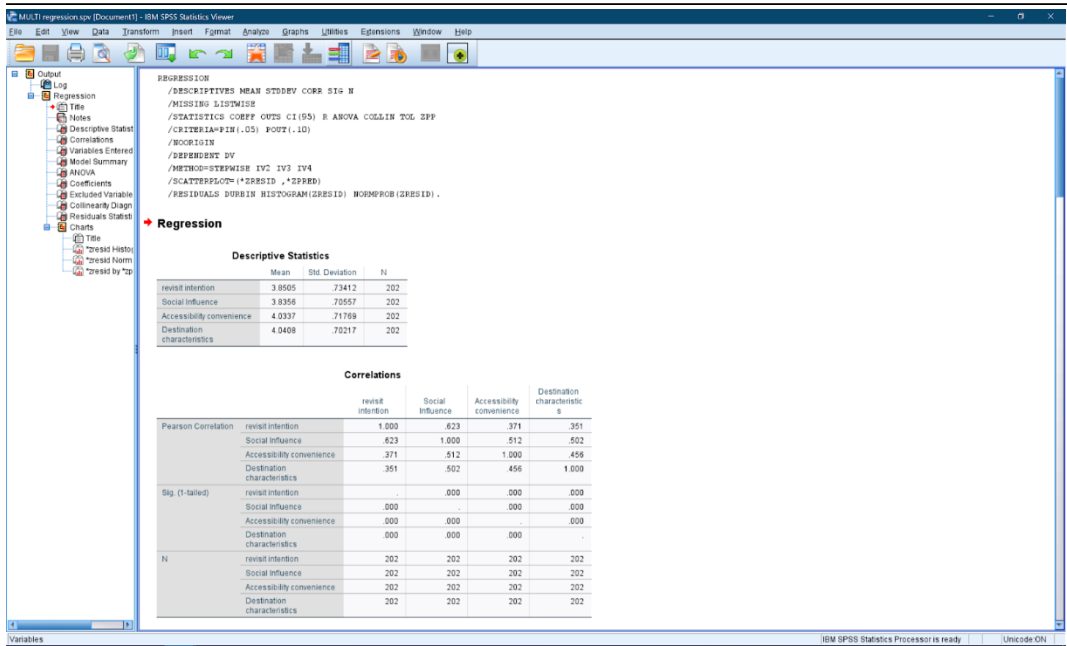 MULTI regression.spv [Document1] - IBM SPSS Statistics Viewer
File Edit View Data Transform Insert Format Analyze Graphs Utilities Extensions Window Help
Output
Log
Regression
Title
Notes
Descriptive Statist
Correlations
Variables Entered
Model Summary
ANOVA
Coefficients
Excluded Variable
Collinearity Diagn
Residuals Statisti
Charts
Title
*zresid Histog
*zresid Norm
*zresid by *zp
REGRESSION
/DESCRIPTIVES MEAN STDDEV CORR SIG N
/MISSING LISTWISE
/STATISTICS COEFF OUTS CI(95) R ANOVA COLLIN TOL ZPP
/CRITERIA=PIN(.05) POUT(.10)
/NOORIGIN
/DEPENDENT DV
/METHOD=STEPWISE IV2 IV3 IV4
/SCATTERPLOT=(*ZRESID ,*ZPRED)
/RESIDUALS DURBIN HISTOGRAM(ZRESID) NORMPROB(ZRESID).
Regression
Descriptive Statistics
Mean Std. Deviation N
revisit intention 3.8505 .73412 202
Social Influence 3.8356 .70557 202
Accessibility convenience 4.0337 .71769 202
Destination
characteristics 4.0408 .70217 202
Correlations
revisit
intention Social
Influence Accessibility
convenience Destination
characteristic
s
Pearson Correlation revisit intention 1.000 .623 .371 .351
Social Influence .623 1.000 .512 .502
Accessibility convenience .371 .512 1.000 .456
Destination
characteristics .351 .502 .456 1.000
Sig. (1-tailed) revisit intention . .000 .000 .000
Social Influence .000 . .000 .000
Accessibility convenience .000 .000 . .000
Destination
characteristics .000 .000 .000 .
N revisit intention 202 202 202 202
Social Influence 202 202 202 202
Accessibility convenience 202 202 202 202
Destination
characteristics 202 202 202 202
Variables IBM SPSS Statistics Processor is ready Unicode:ON